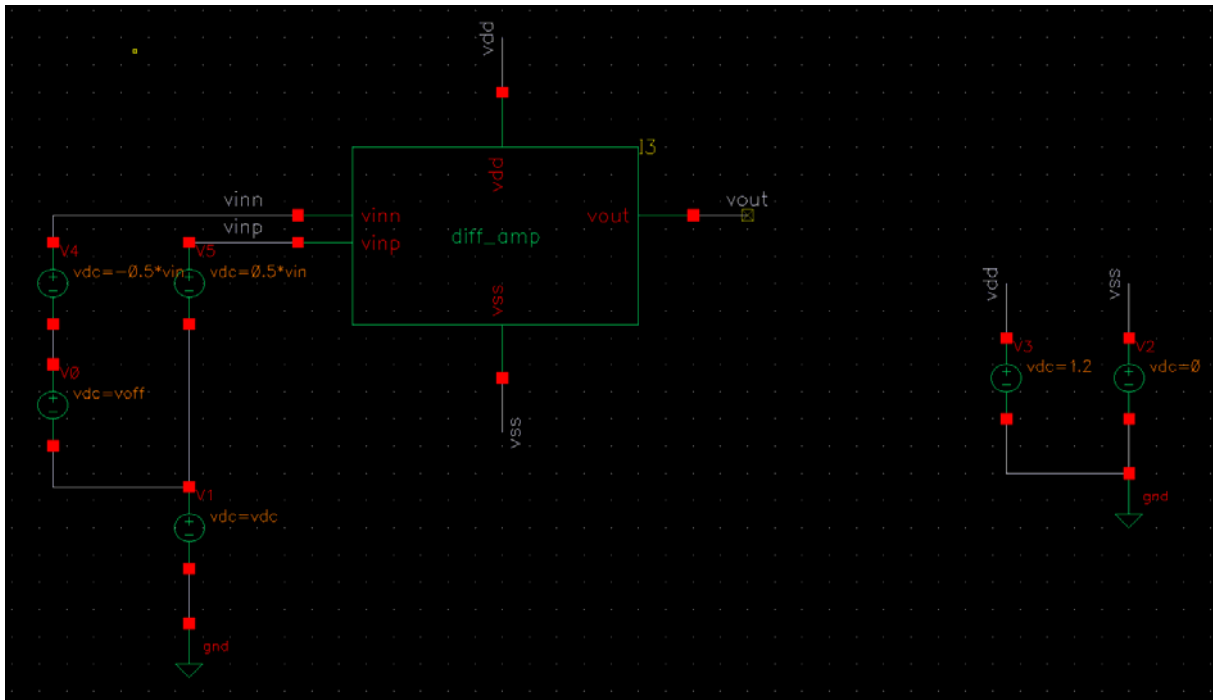 vdd
I3
vdd
vinn
vinn
vout
vout
vinp
vinp
diff_amp
V4
vdc=-0.5*vin
V5
vdc=0.5*vin
vss
vss
V0
vdc=voff
V1
vdc=vdc
gnd
vdd
vss
V3
vdc=1.2
V2
vdc=0
gnd